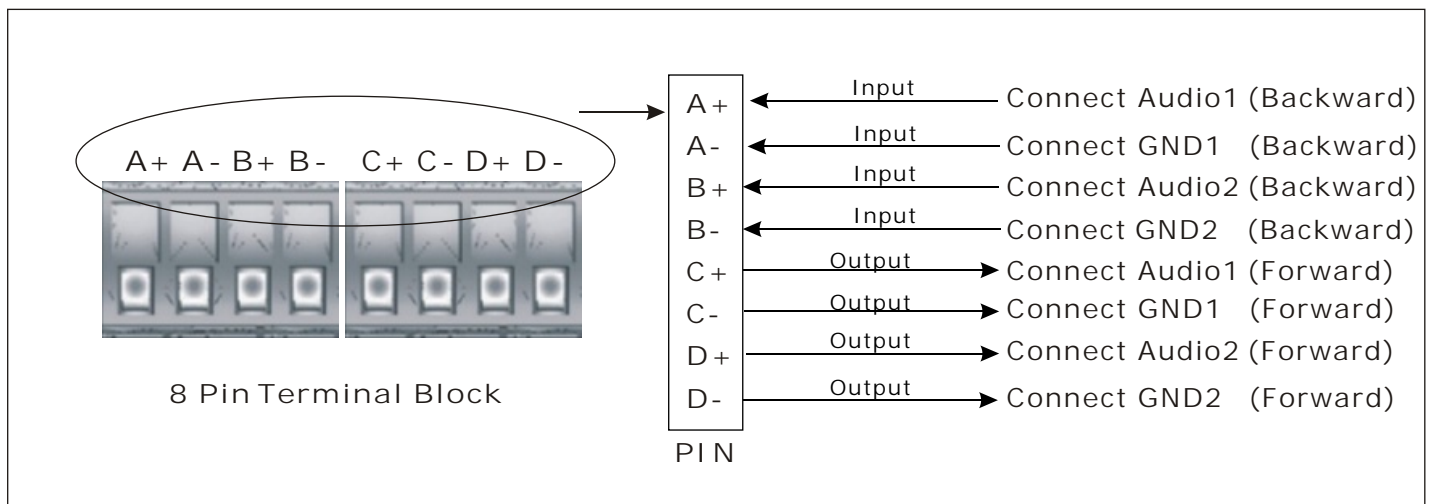 A+ A- B+ B- C+ C- D+ D-
8 Pin Terminal Block
A+ Input Connect Audio1 (Backward)
A- Input Connect GND1 (Backward)
B+ Input Connect Audio2 (Backward)
B- Input Connect GND2 (Backward)
C+ Output Connect Audio1 (Forward)
C- Output Connect GND1 (Forward)
D+ Output Connect Audio2 (Forward)
D- Output Connect GND2 (Forward)
PIN